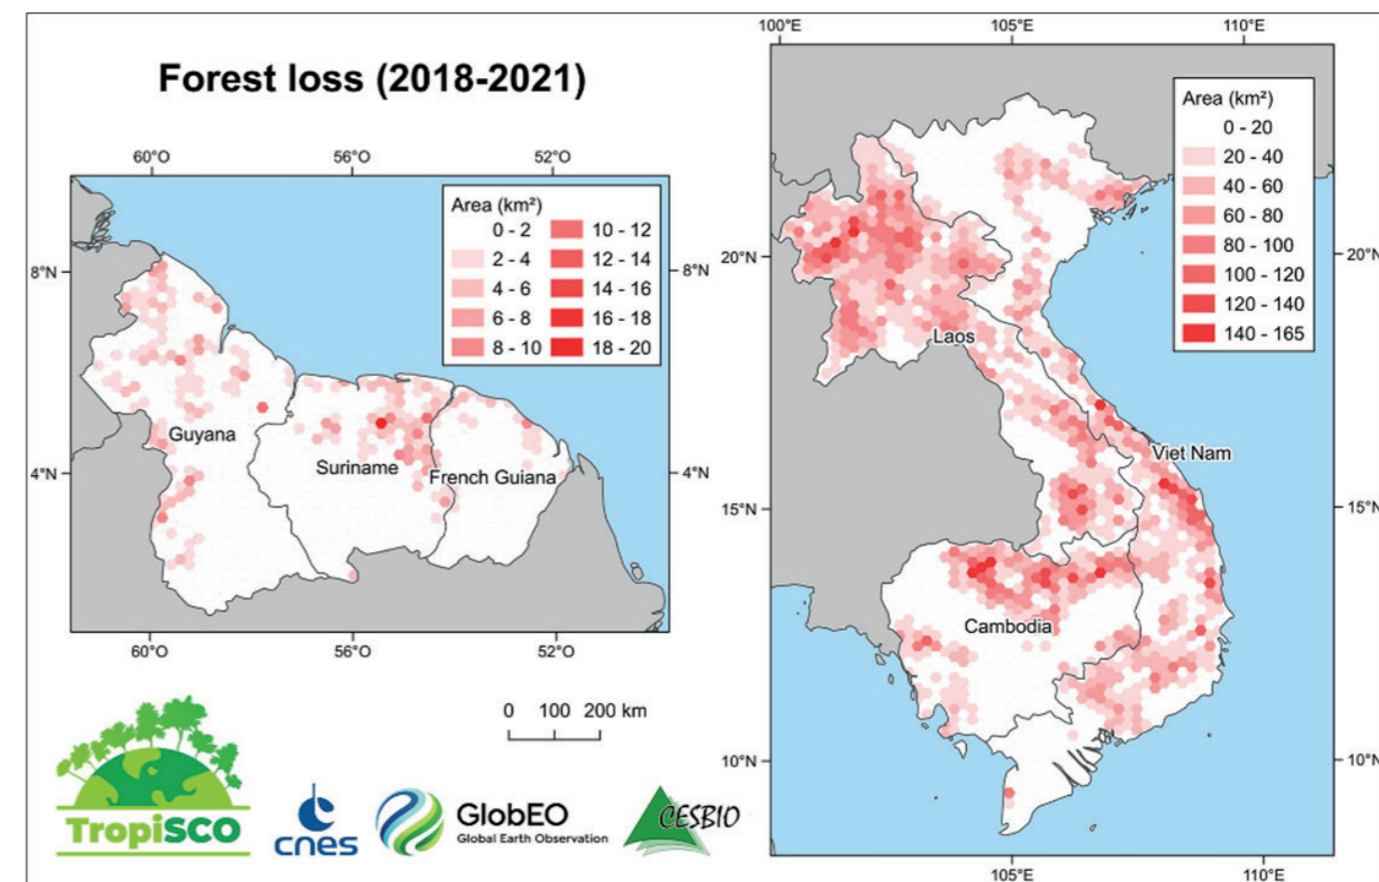 Forest loss (2018-2021)
60°O 56°O 52°O
8°N 8°N
4°N 4°N
Area (km²)
0 - 2 10 - 12
2 - 4 12 - 14
4 - 6 14 - 16
6 - 8 16 - 18
8 - 10 18 - 20
Guyana
Suriname
French Guiana
60°O 56°O 52°O
0 100 200 km
TropiSCO
cnes
GlobEO
Global Earth Observation
CESBIO
100°E 105°E 110°E
Area (km²)
0 - 20
20 - 40
40 - 60
60 - 80
80 - 100
100 - 120
120 - 140
140 - 165
20°N 20°N
Laos
Viet Nam
15°N 15°N
Cambodia
10°N 10°N
105°E 110°E